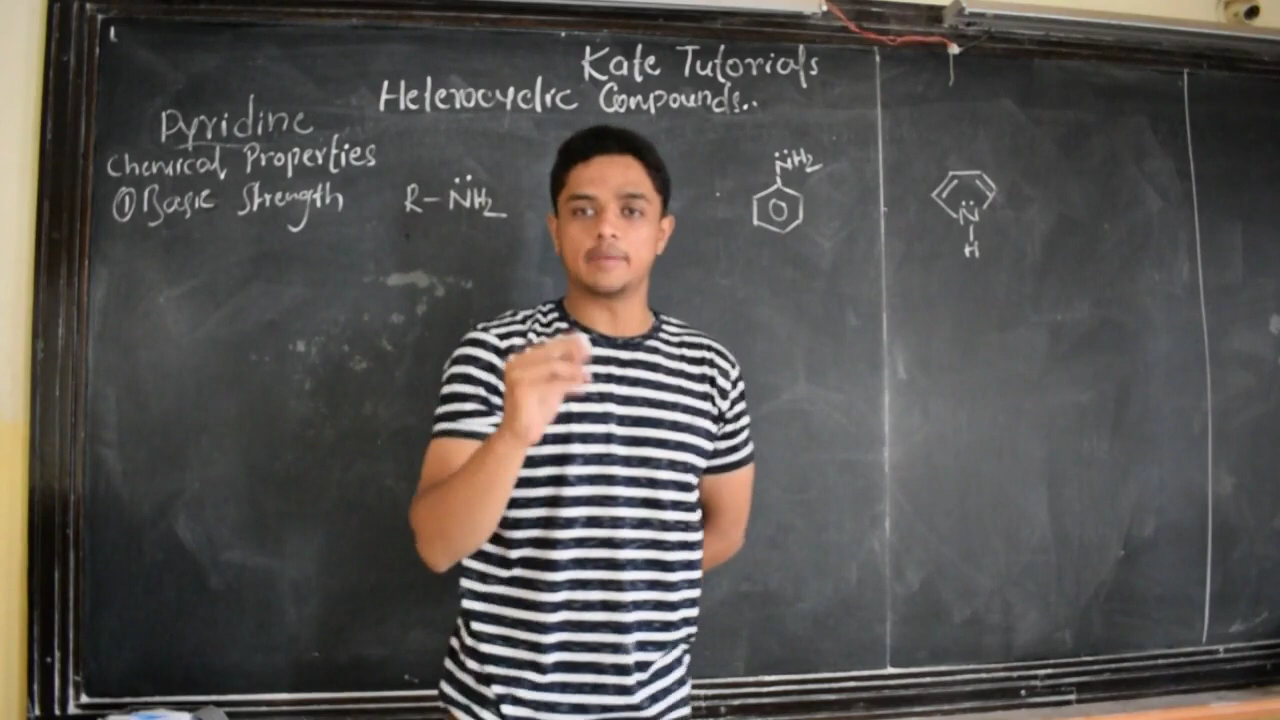 Kate Tutorials
Heterocyclic Compounds..
Pyridine
Chemical Properties
① Basic Strength
R-N̈H₂
N̈H₂
N̈
H